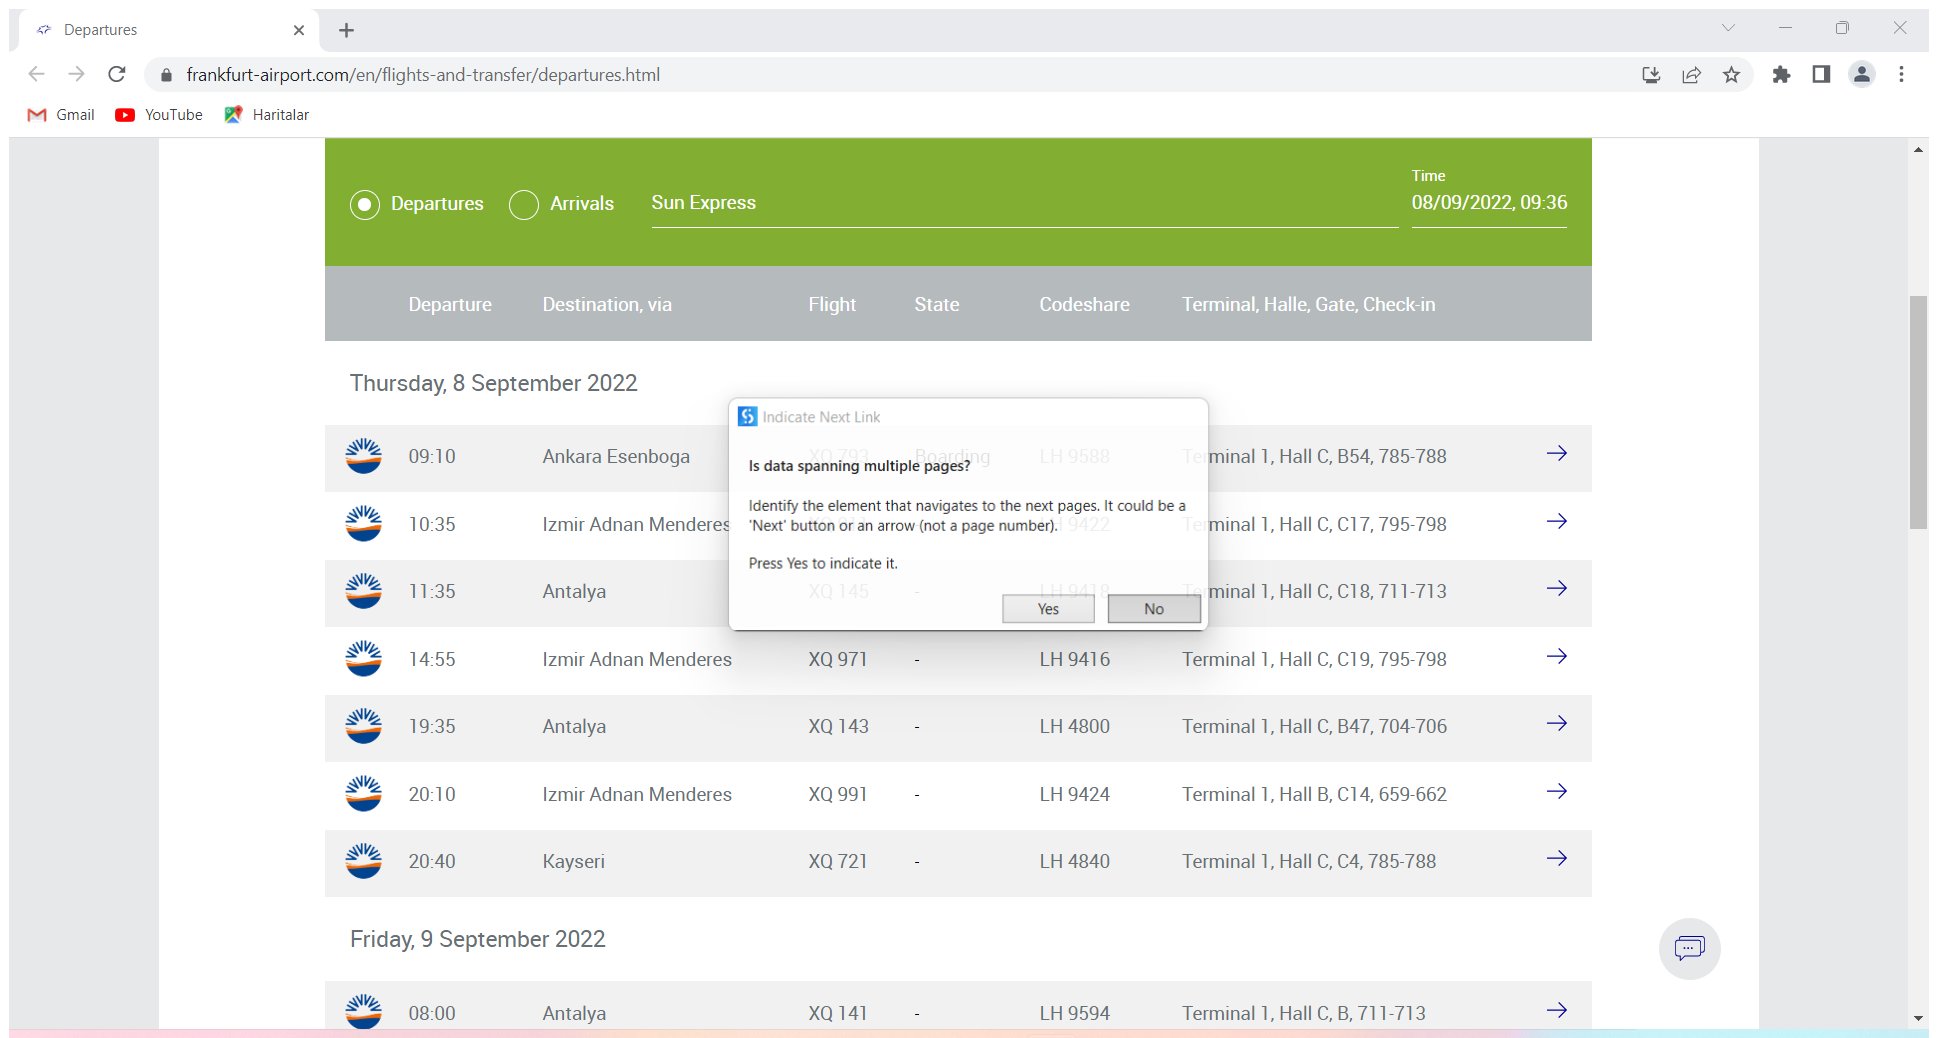 Departures
frankfurt-airport.com/en/flights-and-transfer/departures.html
Gmail YouTube Haritalar
Time
Departures Arrivals Sun Express 08/09/2022, 09:36
Departure Destination, via Flight State Codeshare Terminal, Halle, Gate, Check-in
Thursday, 8 September 2022
Indicate Next Link
09:10 Ankara Esenboga XQ 793 Boarding LH 9588 Terminal 1, Hall C, B54, 785-788
Is data spanning multiple pages?
Identify the element that navigates to the next pages. It could be a
10:35 Izmir Adnan Menderes 9422 Terminal 1, Hall C, C17, 795-798
'Next' button or an arrow (not a page number).
Press Yes to indicate it.
11:35 Antalya XQ 145 - LH 9418 Terminal 1, Hall C, C18, 711-713
Yes No
14:55 Izmir Adnan Menderes XQ 971 - LH 9416 Terminal 1, Hall C, C19, 795-798
19:35 Antalya XQ 143 - LH 4800 Terminal 1, Hall C, B47, 704-706
20:10 Izmir Adnan Menderes XQ 991 - LH 9424 Terminal 1, Hall B, C14, 659-662
20:40 Kayseri XQ 721 - LH 4840 Terminal 1, Hall C, C4, 785-788
Friday, 9 September 2022
08:00 Antalya XQ 141 - LH 9594 Terminal 1, Hall C, B, 711-713